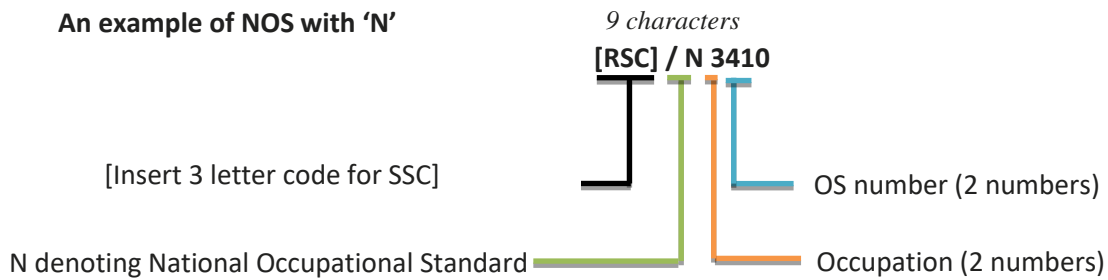 An example of NOS with ‘N’
9 characters
[RSC] / N 3410
[Insert 3 letter code for SSC]
OS number (2 numbers)
N denoting National Occupational Standard
Occupation (2 numbers)